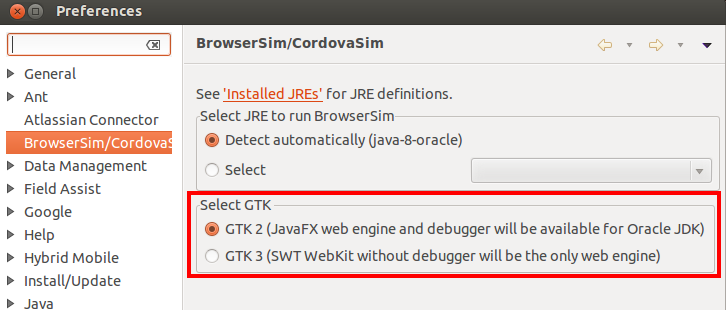 Preferences
BrowserSim/CordovaSim
General
Ant
Atlassian Connector
BrowserSim/CordovaS
Data Management
Field Assist
Google
Help
Hybrid Mobile
Install/Update
Java
See 'Installed JREs' for JRE definitions.
Select JRE to run BrowserSim
Detect automatically (java-8-oracle)
Select
Select GTK
GTK 2 (JavaFX web engine and debugger will be available for Oracle JDK)
GTK 3 (SWT WebKit without debugger will be the only web engine)